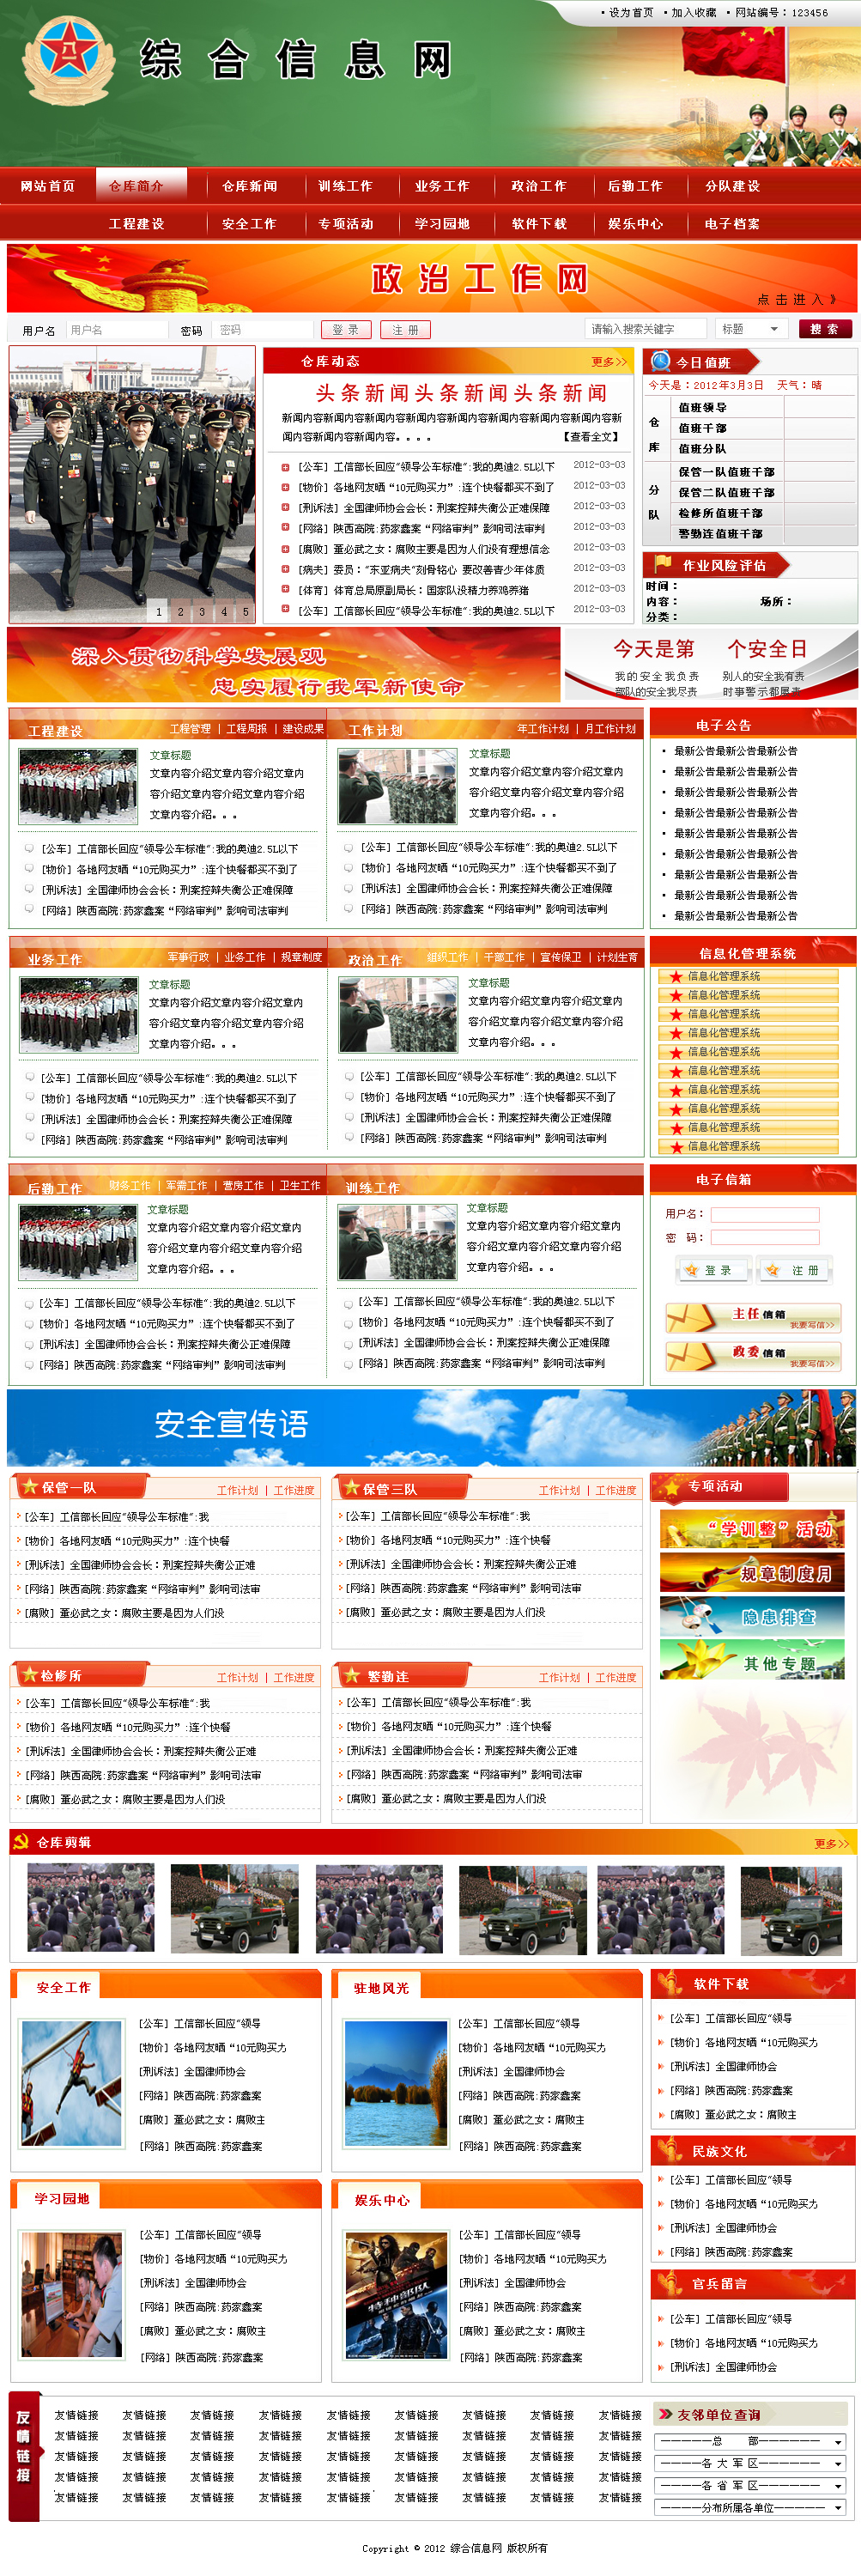 ▪ 设为首页 ▪ 加入收藏 ▪ 网站编号：123456
综合信息网
网站首页 仓库简介 仓库新闻 训练工作 业务工作 政治工作 后勤工作 分队建设
工程建设 安全工作 专项活动 学习园地 软件下载 娱乐中心 电子档案
政治工作网
点击进入》
用户名 用户名 密码 密码 登录 注册 请输入搜索关键字 标题 搜索
仓库动态 更多>>
头条新闻头条新闻头条新闻
新闻内容新闻内容新闻内容新闻内容新闻内容新闻内容新闻内容新闻内容新
闻内容新闻内容新闻内容。。。。 【查看全文】
[公车] 工信部长回应"领导公车标准":我的奥迪2.5L以下 2012-03-03
[物价] 各地网友晒“10元购买力”:连个快餐都买不到了 2012-03-03
[刑诉法] 全国律师协会会长：刑案控辩失衡公正难保障 2012-03-03
[网络] 陕西高院:药家鑫案“网络审判”影响司法审判 2012-03-03
[腐败] 董必武之女：腐败主要是因为人们没有理想信念 2012-03-03
[病夫] 委员："东亚病夫"刻骨铭心 要改善青少年体质 2012-03-03
[体育] 体育总局原副局长：国家队没精力养鸡养猪 2012-03-03
[公车] 工信部长回应"领导公车标准":我的奥迪2.5L以下 2012-03-03
1 2 3 4 5
今日值班
今天是：2012年3月3日 天气：晴
仓库
值班领导
值班干部
值班分队
分队
保管一队值班干部
保管二队值班干部
检修所值班干部
警勤连值班干部
作业风险评估
时间：
内容： 场所：
分类：
深入贯彻科学发展观
忠实履行我军新使命
今天是第 个安全日
我的安全我负责 别人的安全我有责
部队的安全我尽责 时事警示都属责
工程建设 工程管理 | 工程周报 | 建设成果
文章标题
文章内容介绍文章内容介绍文章内
容介绍文章内容介绍文章内容介绍
文章内容介绍。。。
[公车] 工信部长回应"领导公车标准":我的奥迪2.5L以下
[物价] 各地网友晒“10元购买力”:连个快餐都买不到了
[刑诉法] 全国律师协会会长：刑案控辩失衡公正难保障
[网络] 陕西高院:药家鑫案“网络审判”影响司法审判
工作计划 年工作计划 | 月工作计划
文章标题
文章内容介绍文章内容介绍文章内
容介绍文章内容介绍文章内容介绍
文章内容介绍。。。
[公车] 工信部长回应"领导公车标准":我的奥迪2.5L以下
[物价] 各地网友晒“10元购买力”:连个快餐都买不到了
[刑诉法] 全国律师协会会长：刑案控辩失衡公正难保障
[网络] 陕西高院:药家鑫案“网络审判”影响司法审判
电子公告
▪ 最新公告最新公告最新公告
▪ 最新公告最新公告最新公告
▪ 最新公告最新公告最新公告
▪ 最新公告最新公告最新公告
▪ 最新公告最新公告最新公告
▪ 最新公告最新公告最新公告
▪ 最新公告最新公告最新公告
▪ 最新公告最新公告最新公告
▪ 最新公告最新公告最新公告
业务工作 军事行政 | 业务工作 | 规章制度
文章标题
文章内容介绍文章内容介绍文章内
容介绍文章内容介绍文章内容介绍
文章内容介绍。。。
[公车] 工信部长回应"领导公车标准":我的奥迪2.5L以下
[物价] 各地网友晒“10元购买力”:连个快餐都买不到了
[刑诉法] 全国律师协会会长：刑案控辩失衡公正难保障
[网络] 陕西高院:药家鑫案“网络审判”影响司法审判
政治工作 组织工作 | 干部工作 | 宣传保卫 | 计划生育
文章标题
文章内容介绍文章内容介绍文章内
容介绍文章内容介绍文章内容介绍
文章内容介绍。。。
[公车] 工信部长回应"领导公车标准":我的奥迪2.5L以下
[物价] 各地网友晒“10元购买力”:连个快餐都买不到了
[刑诉法] 全国律师协会会长：刑案控辩失衡公正难保障
[网络] 陕西高院:药家鑫案“网络审判”影响司法审判
信息化管理系统
信息化管理系统
信息化管理系统
信息化管理系统
信息化管理系统
信息化管理系统
信息化管理系统
信息化管理系统
信息化管理系统
信息化管理系统
信息化管理系统
后勤工作 财务工作 | 军需工作 | 营房工作 | 卫生工作
文章标题
文章内容介绍文章内容介绍文章内
容介绍文章内容介绍文章内容介绍
文章内容介绍。。。
[公车] 工信部长回应"领导公车标准":我的奥迪2.5L以下
[物价] 各地网友晒“10元购买力”:连个快餐都买不到了
[刑诉法] 全国律师协会会长：刑案控辩失衡公正难保障
[网络] 陕西高院:药家鑫案“网络审判”影响司法审判
训练工作
文章标题
文章内容介绍文章内容介绍文章内
容介绍文章内容介绍文章内容介绍
文章内容介绍。。。
[公车] 工信部长回应"领导公车标准":我的奥迪2.5L以下
[物价] 各地网友晒“10元购买力”:连个快餐都买不到了
[刑诉法] 全国律师协会会长：刑案控辩失衡公正难保障
[网络] 陕西高院:药家鑫案“网络审判”影响司法审判
电子信箱
用户名：
密 码：
登录 注册
主任信箱
我要写信>>
政委信箱
我要写信>>
安全宣传语
保管一队 工作计划 | 工作进度
[公车] 工信部长回应"领导公车标准":我
[物价] 各地网友晒“10元购买力”:连个快餐
[刑诉法] 全国律师协会会长：刑案控辩失衡公正难
[网络] 陕西高院:药家鑫案“网络审判”影响司法审
[腐败] 董必武之女：腐败主要是因为人们没
保管三队 工作计划 | 工作进度
[公车] 工信部长回应"领导公车标准":我
[物价] 各地网友晒“10元购买力”:连个快餐
[刑诉法] 全国律师协会会长：刑案控辩失衡公正难
[网络] 陕西高院:药家鑫案“网络审判”影响司法审
[腐败] 董必武之女：腐败主要是因为人们没
专项活动
“学训整”活动
规章制度月
隐患排查
其他专题
检修所 工作计划 | 工作进度
[公车] 工信部长回应"领导公车标准":我
[物价] 各地网友晒“10元购买力”:连个快餐
[刑诉法] 全国律师协会会长：刑案控辩失衡公正难
[网络] 陕西高院:药家鑫案“网络审判”影响司法审
[腐败] 董必武之女：腐败主要是因为人们没
警勤连 工作计划 | 工作进度
[公车] 工信部长回应"领导公车标准":我
[物价] 各地网友晒“10元购买力”:连个快餐
[刑诉法] 全国律师协会会长：刑案控辩失衡公正难
[网络] 陕西高院:药家鑫案“网络审判”影响司法审
[腐败] 董必武之女：腐败主要是因为人们没
仓库剪辑 更多>>
安全工作
[公车] 工信部长回应"领导
[物价] 各地网友晒“10元购买力
[刑诉法] 全国律师协会
[网络] 陕西高院:药家鑫案
[腐败] 董必武之女：腐败主
[网络] 陕西高院:药家鑫案
驻地风光
[公车] 工信部长回应"领导
[物价] 各地网友晒“10元购买力
[刑诉法] 全国律师协会
[网络] 陕西高院:药家鑫案
[腐败] 董必武之女：腐败主
[网络] 陕西高院:药家鑫案
软件下载
[公车] 工信部长回应"领导
[物价] 各地网友晒“10元购买力
[刑诉法] 全国律师协会
[网络] 陕西高院:药家鑫案
[腐败] 董必武之女：腐败主
民族文化
[公车] 工信部长回应"领导
[物价] 各地网友晒“10元购买力
[刑诉法] 全国律师协会
[网络] 陕西高院:药家鑫案
学习园地
[公车] 工信部长回应"领导
[物价] 各地网友晒“10元购买力
[刑诉法] 全国律师协会
[网络] 陕西高院:药家鑫案
[腐败] 董必武之女：腐败主
[网络] 陕西高院:药家鑫案
娱乐中心
[公车] 工信部长回应"领导
[物价] 各地网友晒“10元购买力
[刑诉法] 全国律师协会
[网络] 陕西高院:药家鑫案
[腐败] 董必武之女：腐败主
[网络] 陕西高院:药家鑫案
官兵留言
[公车] 工信部长回应"领导
[物价] 各地网友晒“10元购买力
[刑诉法] 全国律师协会
友情链接
友情链接 友情链接 友情链接 友情链接 友情链接 友情链接 友情链接 友情链接 友情链接
友情链接 友情链接 友情链接 友情链接 友情链接 友情链接 友情链接 友情链接 友情链接
友情链接 友情链接 友情链接 友情链接 友情链接 友情链接 友情链接 友情链接 友情链接
友情链接 友情链接 友情链接 友情链接 友情链接 友情链接 友情链接 友情链接 友情链接
友情链接 友情链接 友情链接 友情链接 友情链接 友情链接 友情链接 友情链接 友情链接
友邻单位查询
—————总 部——————
————各 大 军 区——————
————各 省 军 区——————
————分布所属各单位—————
Copyright © 2012 综合信息网 版权所有